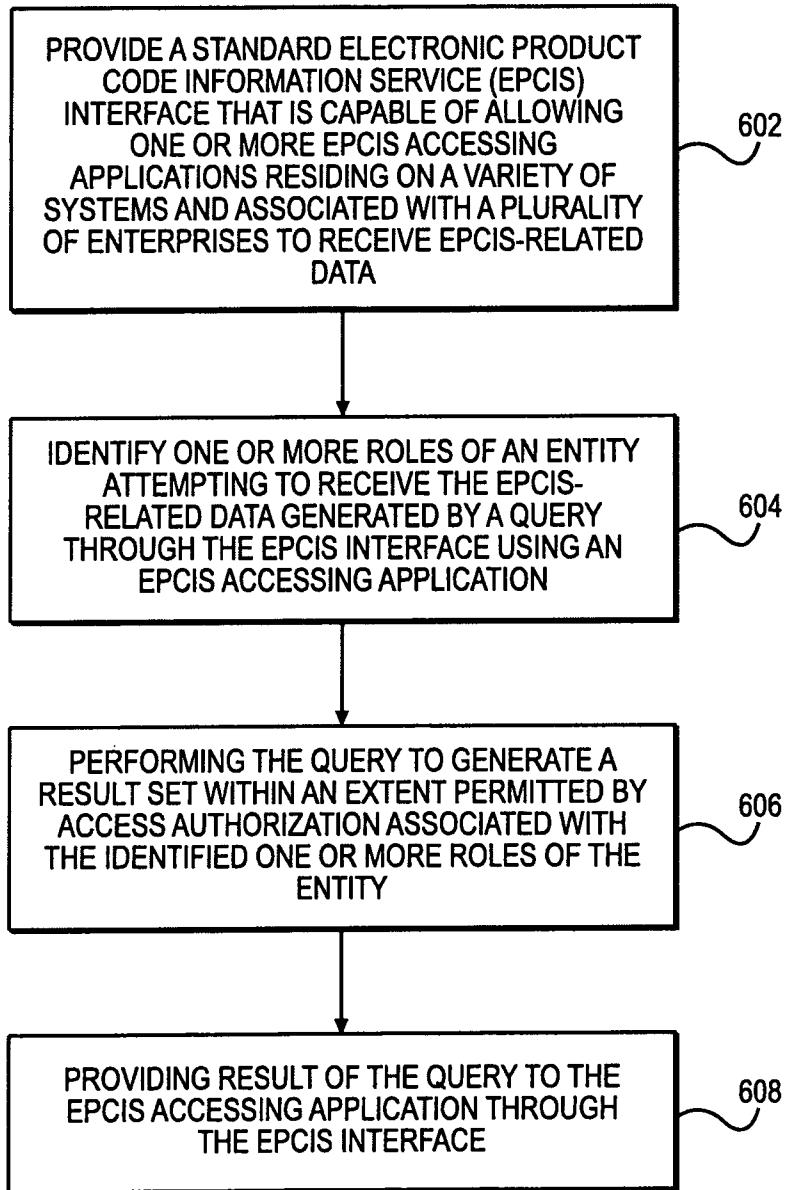 PROVIDE A STANDARD ELECTRONIC PRODUCT
CODE INFORMATION SERVICE (EPCIS)
INTERFACE THAT IS CAPABLE OF ALLOWING
ONE OR MORE EPCIS ACCESSING
APPLICATIONS RESIDING ON A VARIETY OF
SYSTEMS AND ASSOCIATED WITH A PLURALITY
OF ENTERPRISES TO RECEIVE EPCIS-RELATED
DATA
602
IDENTIFY ONE OR MORE ROLES OF AN ENTITY
ATTEMPTING TO RECEIVE THE EPCIS-
RELATED DATA GENERATED BY A QUERY
THROUGH THE EPCIS INTERFACE USING AN
EPCIS ACCESSING APPLICATION
604
PERFORMING THE QUERY TO GENERATE A
RESULT SET WITHIN AN EXTENT PERMITTED BY
ACCESS AUTHORIZATION ASSOCIATED WITH
THE IDENTIFIED ONE OR MORE ROLES OF THE
ENTITY
606
PROVIDING RESULT OF THE QUERY TO THE
EPCIS ACCESSING APPLICATION THROUGH
THE EPCIS INTERFACE
608